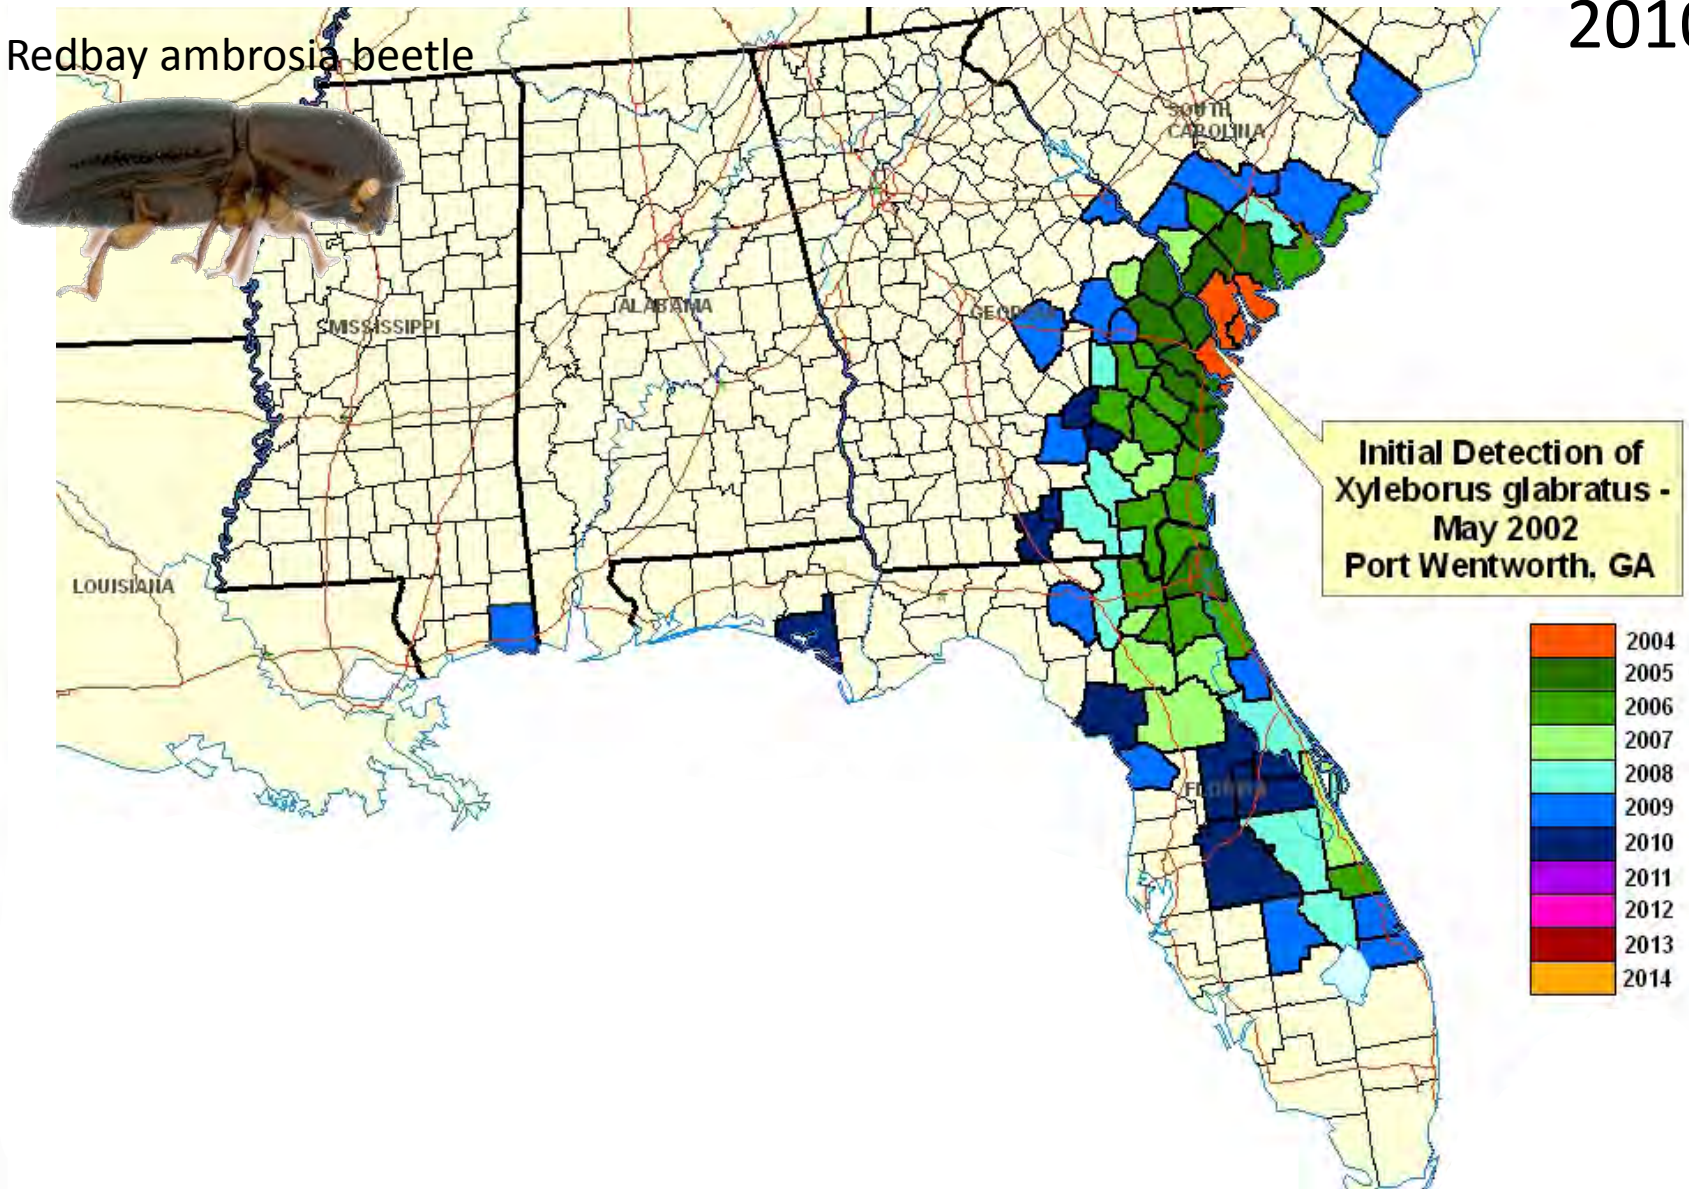 Redbay ambrosia beetle
SOUTH
CAROLINA
MISSISSIPPI
ALABAMA
GEORGIA
LOUISIANA
FLORIDA
Initial Detection of
Xyleborus glabratus -
May 2002
Port Wentworth, GA
2004
2005
2006
2007
2008
2009
2010
2011
2012
2013
2014